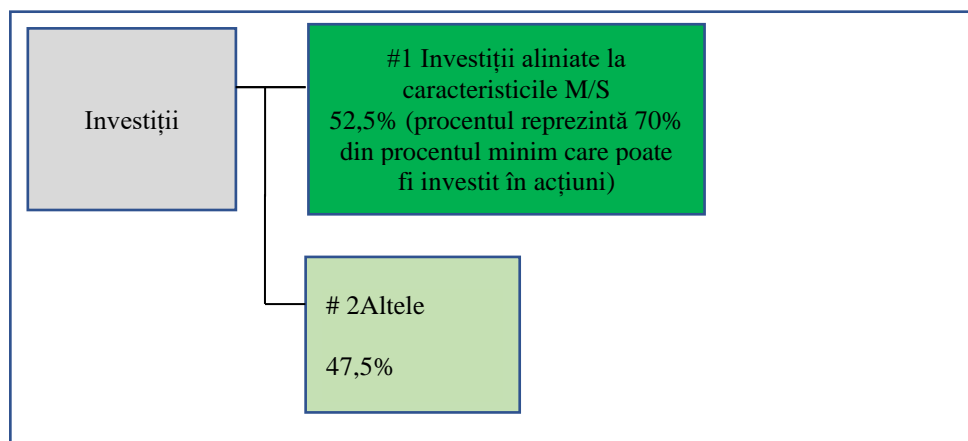 Investiții
#1 Investiții aliniate la
caracteristicile M/S
52,5% (procentul reprezintă 70%
din procentul minim care poate
fi investit în acțiuni)
# 2Altele
47,5%